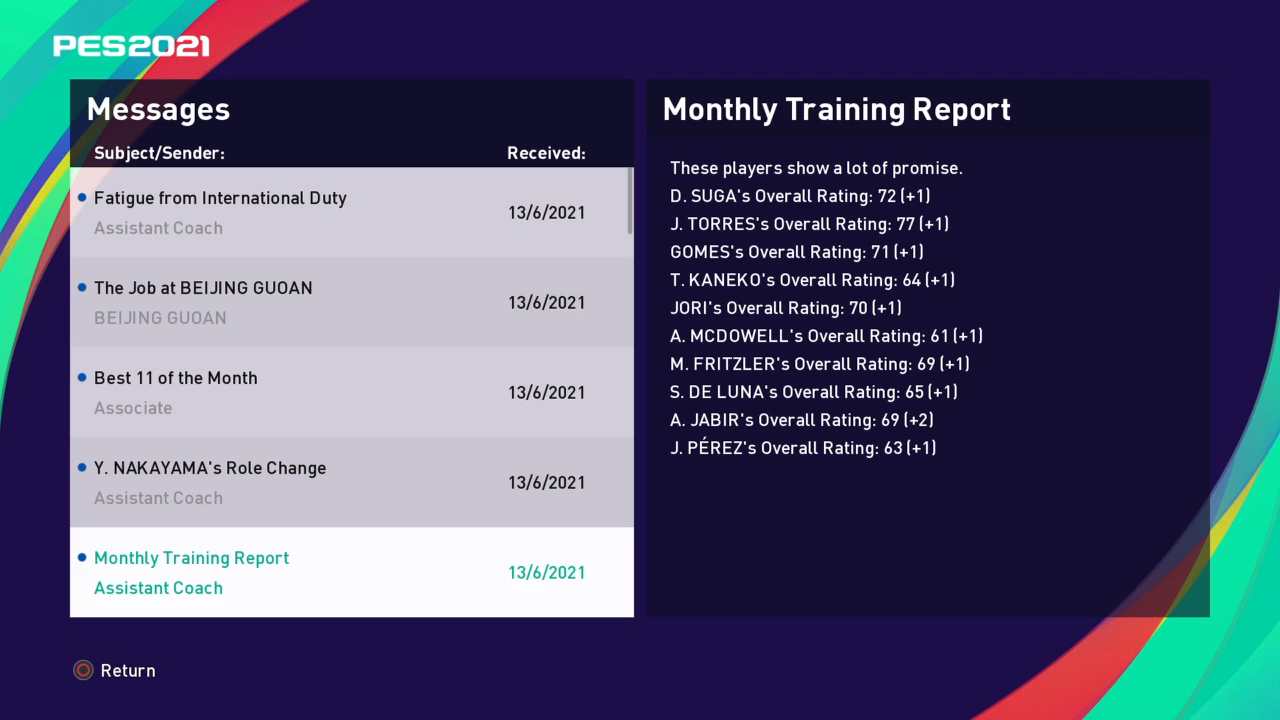 PES2021
Messages
Subject/Sender: Received:
Fatigue from International Duty
Assistant Coach
13/6/2021
The Job at BEIJING GUOAN
BEIJING GUOAN
13/6/2021
Best 11 of the Month
Associate
13/6/2021
Y. NAKAYAMA's Role Change
Assistant Coach
13/6/2021
Monthly Training Report
Assistant Coach
13/6/2021
Monthly Training Report
These players show a lot of promise.
D. SUGA's Overall Rating: 72 (+1)
J. TORRES's Overall Rating: 77 (+1)
GOMES's Overall Rating: 71 (+1)
T. KANEKO's Overall Rating: 64 (+1)
JORI's Overall Rating: 70 (+1)
A. MCDOWELL's Overall Rating: 61 (+1)
M. FRITZLER's Overall Rating: 69 (+1)
S. DE LUNA's Overall Rating: 65 (+1)
A. JABIR's Overall Rating: 69 (+2)
J. PÉREZ's Overall Rating: 63 (+1)
Return